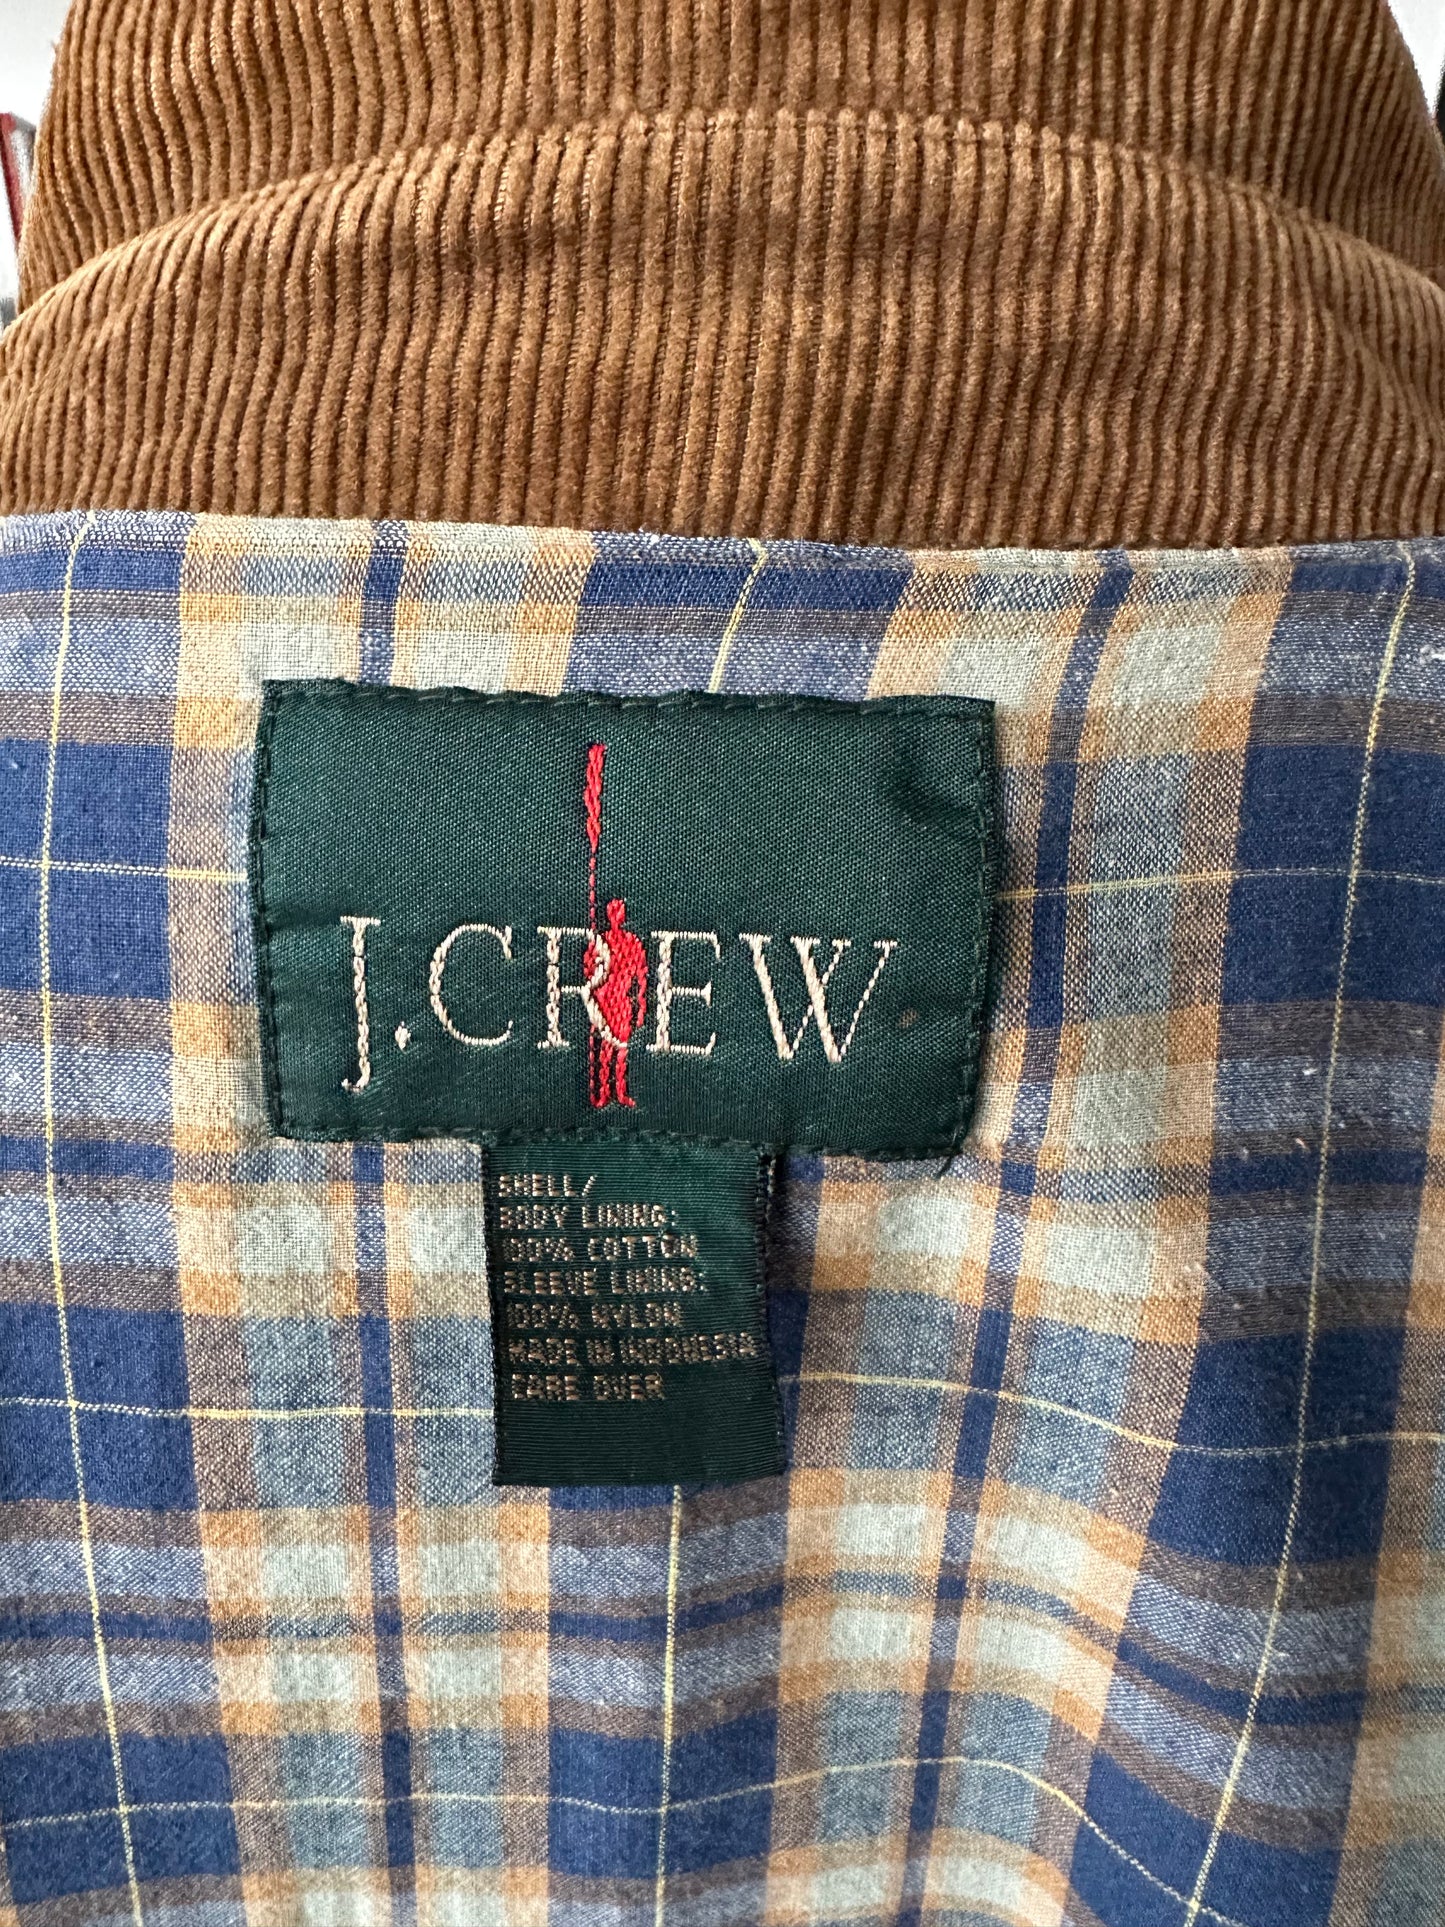 J.CREW
SHELL/
BODY LINING:
100% COTTON
SLEEVE LINING:
100% NYLON
MADE IN INDONESIA
CARE OVER